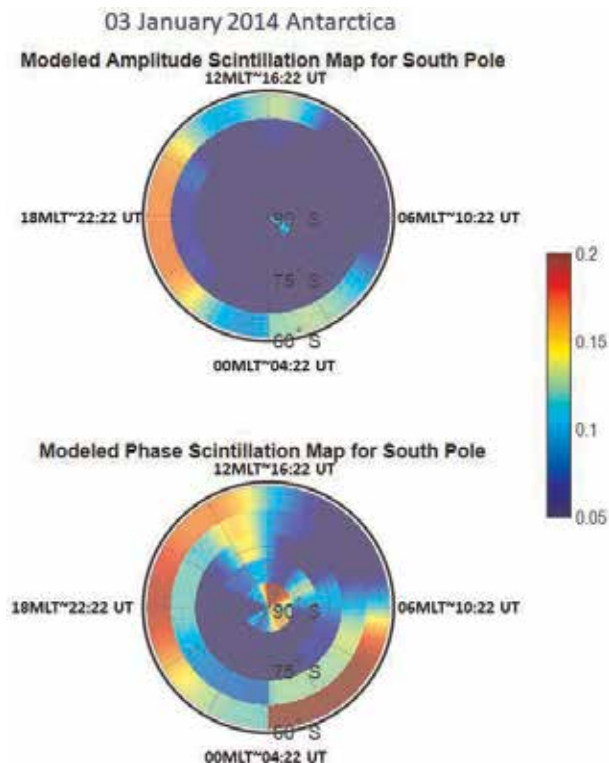 03 January 2014 Antarctica
Modeled Amplitude Scintillation Map for South Pole
12MLT~16:22 UT
18MLT~22:22 UT
90° S
06MLT~10:22 UT
75° S
60° S
00MLT~04:22 UT
0.2
0.15
0.1
0.05
Modeled Phase Scintillation Map for South Pole
12MLT~16:22 UT
18MLT~22:22 UT
90° S
06MLT~10:22 UT
75° S
60° S
00MLT~04:22 UT